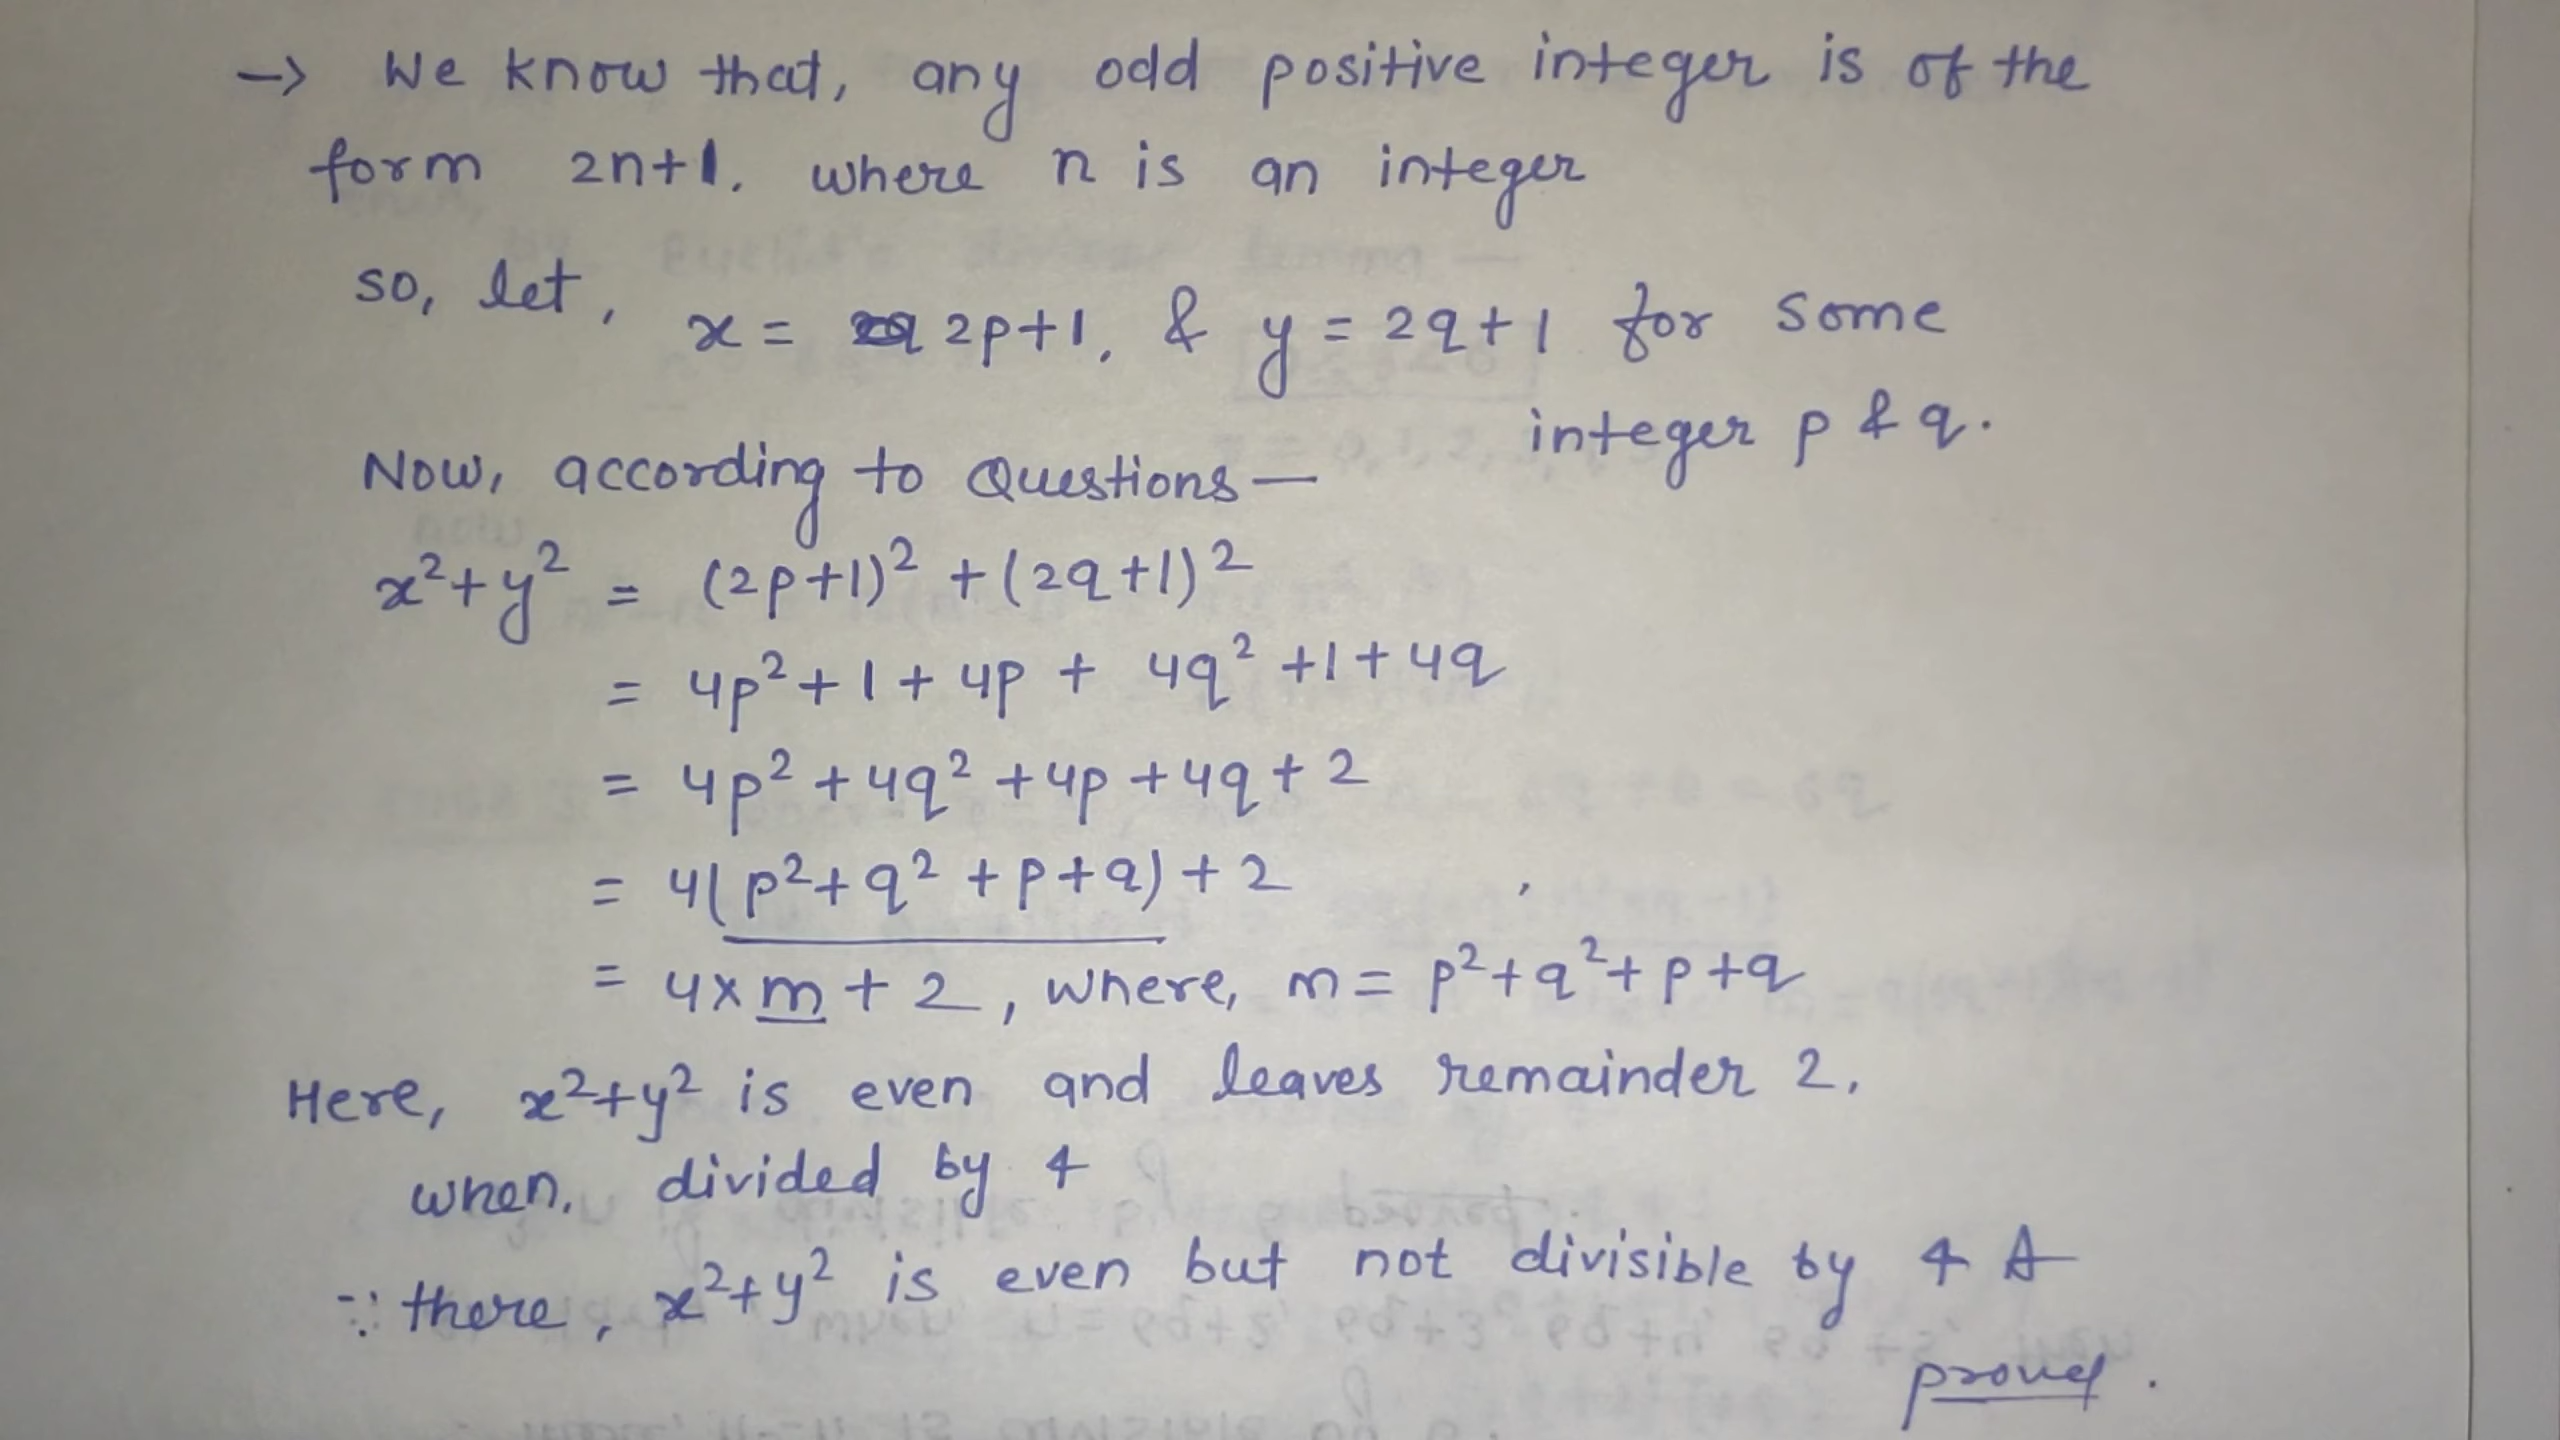 → We know that, any odd positive integer is of the
form 2n+1. where n is an integer
so, let, x = 2p+1, & y = 2q+1 for some
integer p & q.
Now, according to Questions —
x²+y² = (2p+1)² + (2q+1)²
= 4p²+1+4p + 4q²+1+4q
= 4p²+4q²+4p+4q+2
= 4(p²+q²+p+q)+2
= 4×m+2, where, m = p²+q²+p+q
Here, x²+y² is even and leaves remainder 2.
when, divided by 4
∵ there, x²+y² is even but not divisible by 4
proved.